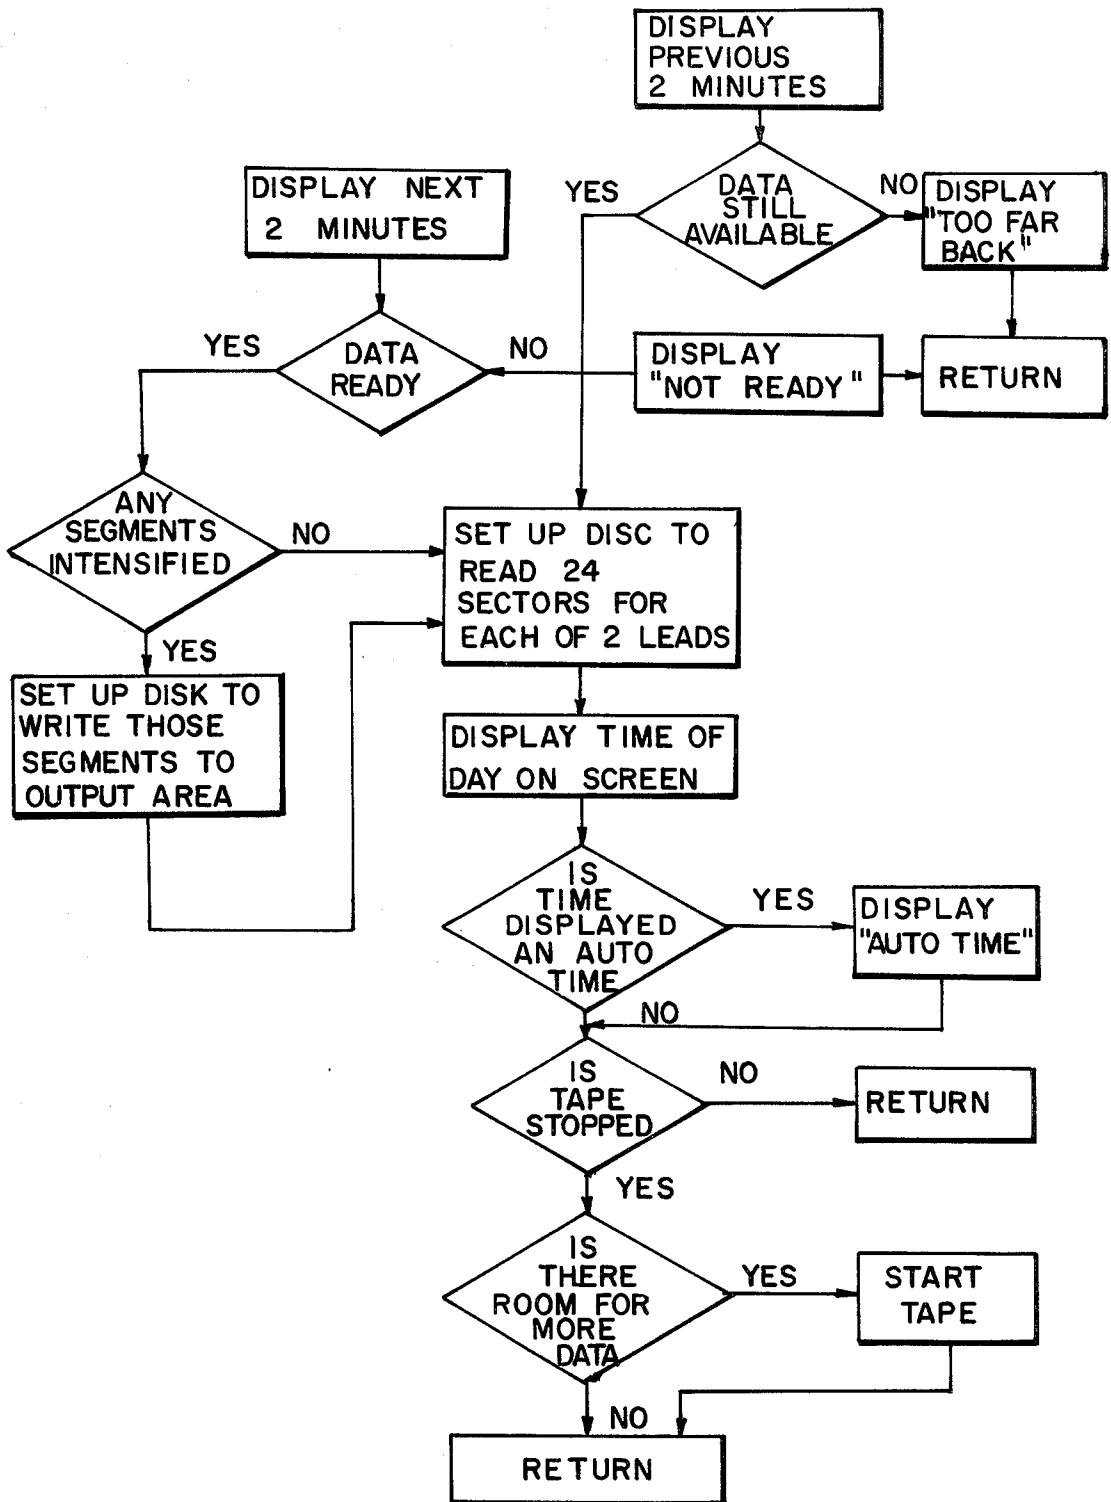 DISPLAY
PREVIOUS
2 MINUTES
DATA
STILL
AVAILABLE
YES
NO
DISPLAY
"TOO FAR
BACK"
DISPLAY NEXT
2 MINUTES
YES
DATA
READY
NO
DISPLAY
"NOT READY"
RETURN
ANY
SEGMENTS
INTENSIFIED
NO
YES
SET UP DISC TO
READ 24
SECTORS FOR
EACH OF 2 LEADS
SET UP DISK TO
WRITE THOSE
SEGMENTS TO
OUTPUT AREA
DISPLAY TIME OF
DAY ON SCREEN
IS
TIME
DISPLAYED
AN AUTO
TIME
YES
DISPLAY
"AUTO TIME"
NO
IS
TAPE
STOPPED
NO
RETURN
YES
IS
THERE
ROOM FOR
MORE
DATA
YES
START
TAPE
NO
RETURN